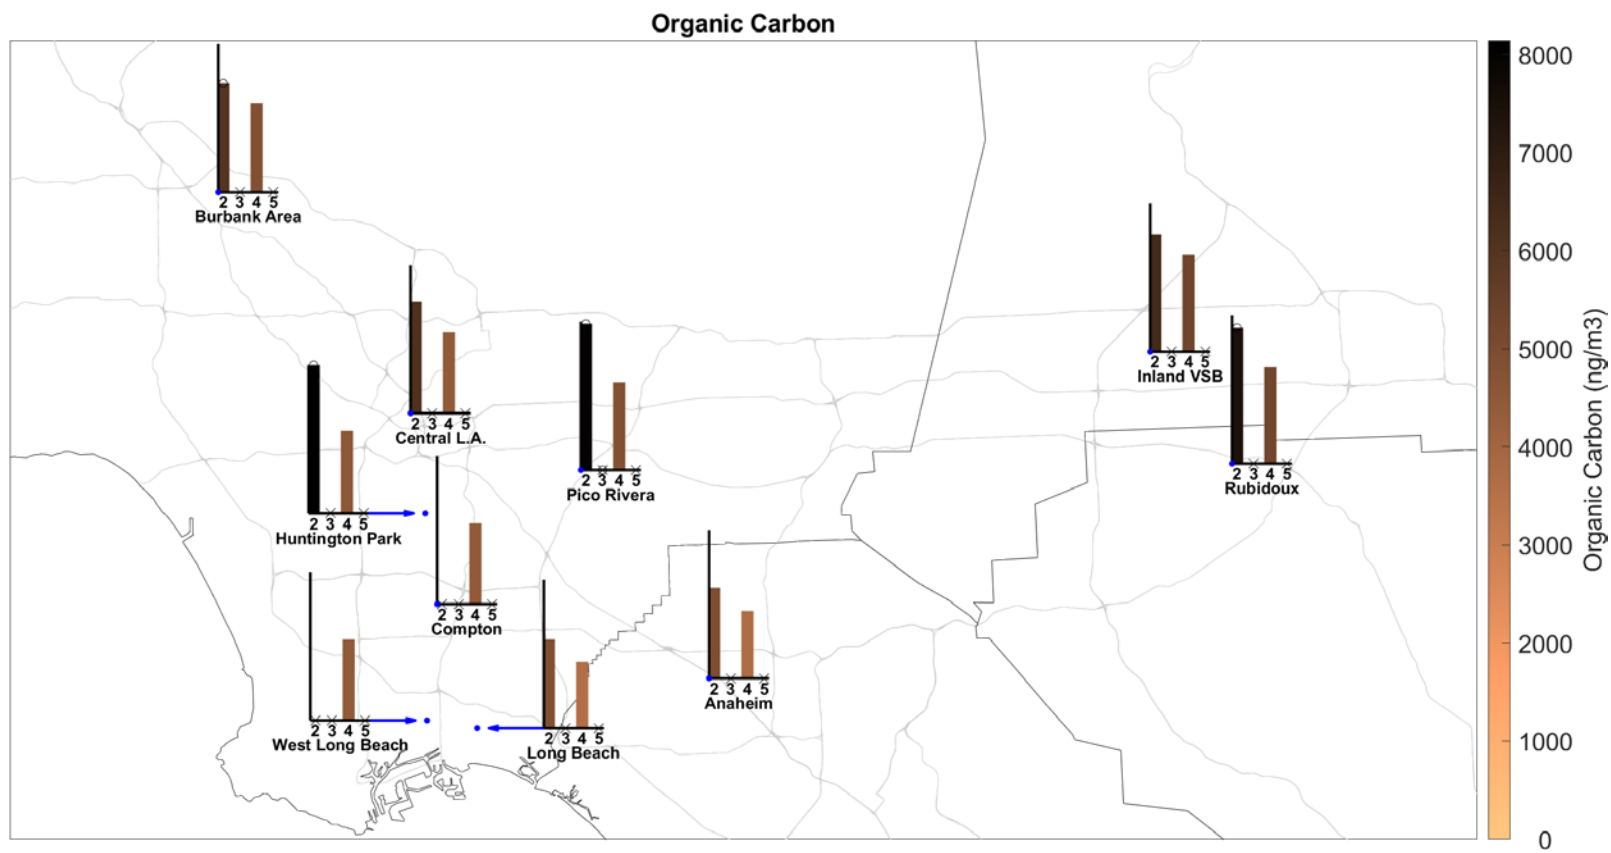 Organic Carbon
2 3 4 5
Burbank Area
2 3 4 5
Central L.A.
2 3 4 5
Huntington Park
2 3 4 5
Pico Rivera
2 3 4 5
Inland VSB
2 3 4 5
Rubidoux
2 3 4 5
Compton
2 3 4 5
West Long Beach
2 3 4 5
Long Beach
2 3 4 5
Anaheim
8000
7000
6000
5000
4000
3000
2000
1000
0
Organic Carbon (ng/m3)